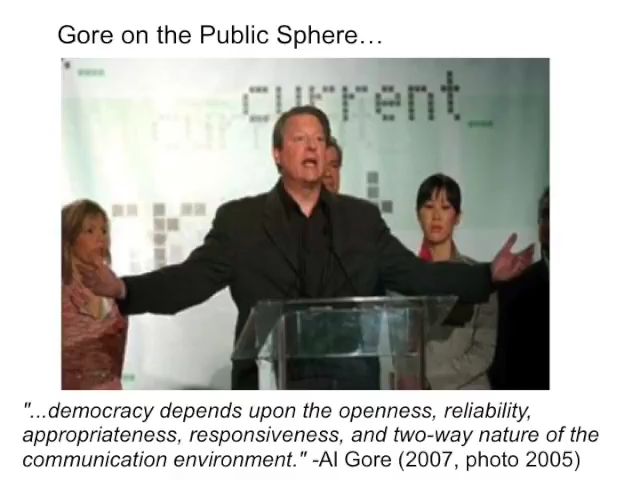 Gore on the Public Sphere…
current
"...democracy depends upon the openness, reliability,
appropriateness, responsiveness, and two-way nature of the
communication environment." -Al Gore (2007, photo 2005)